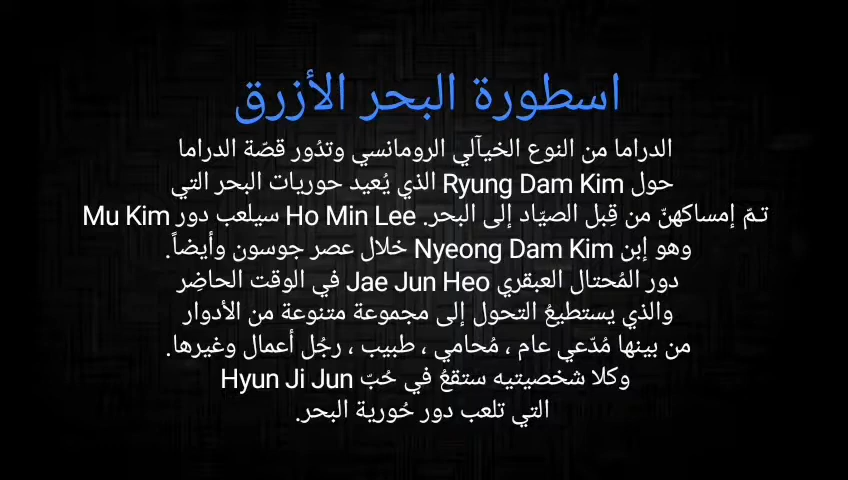 اسطورة البحر الأزرق
الدراما من النوع الخيآلي الرومانسي وتدُور قصّة الدراما
حول Ryung Dam Kim الذي يُعيد حوريات البحر التي
تـمّ إمساكهنّ من قِبل الصيّاد إلى البحر. Ho Min Lee سيلعب دور Mu Kim
وهو إبن Nyeong Dam Kim خلال عصر جوسون وأيضاً.
دور المُحتال العبقري Jae Jun Heo في الوقت الحاضِر
والذي يستطيعُ التحول إلى مجموعة متنوعة من الأدوار
من بينها مُدّعي عام ، مُحامي ، طبيب ، رجُل أعمال وغيرها.
وكلا شخصيتيه ستقعُ في حُبّ Hyun Ji Jun
التي تلعب دور حُورية البحر.